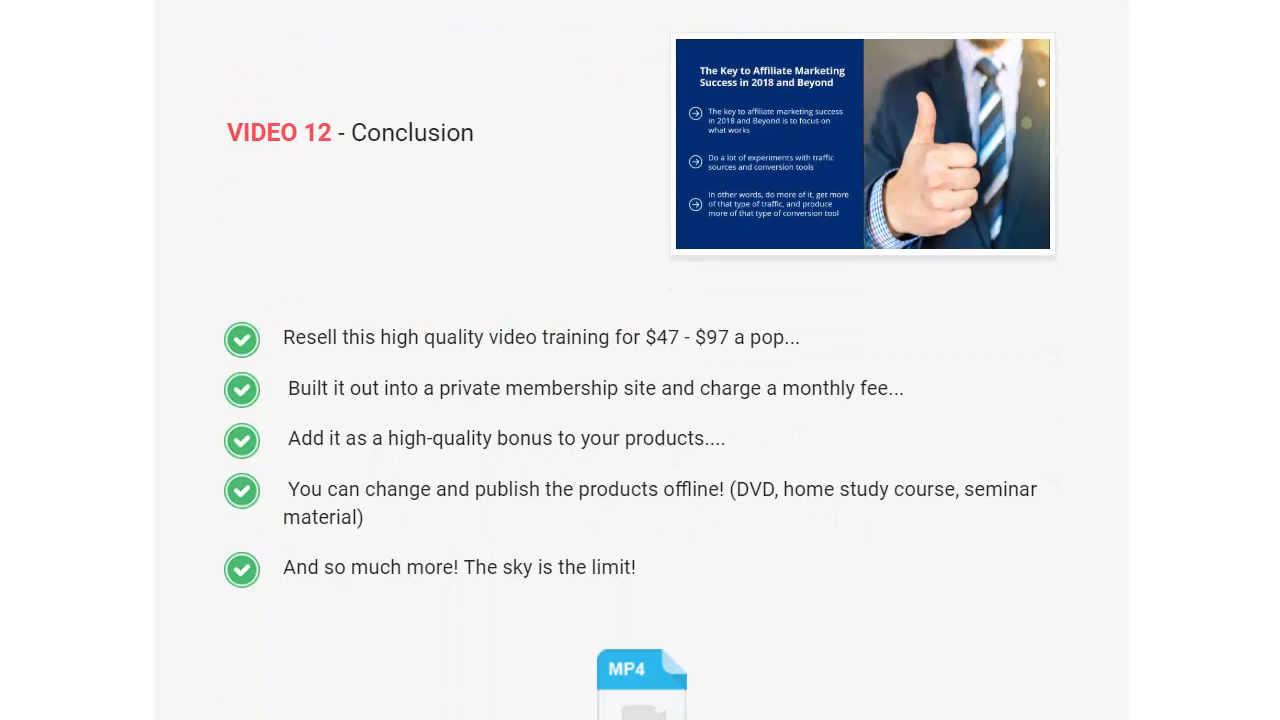 The Key to Affiliate Marketing
Success in 2018 and Beyond
The key to affiliate marketing success
in 2018 and Beyond is to focus on
what works
Do a lot of experiments with traffic
sources and conversion tools
In other words, do more of it, get more
of that type of traffic, and produce
more of that type of conversion tool
VIDEO 12 - Conclusion
Resell this high quality video training for $47 - $97 a pop...
Built it out into a private membership site and charge a monthly fee...
Add it as a high-quality bonus to your products....
You can change and publish the products offline! (DVD, home study course, seminar
material)
And so much more! The sky is the limit!
MP4